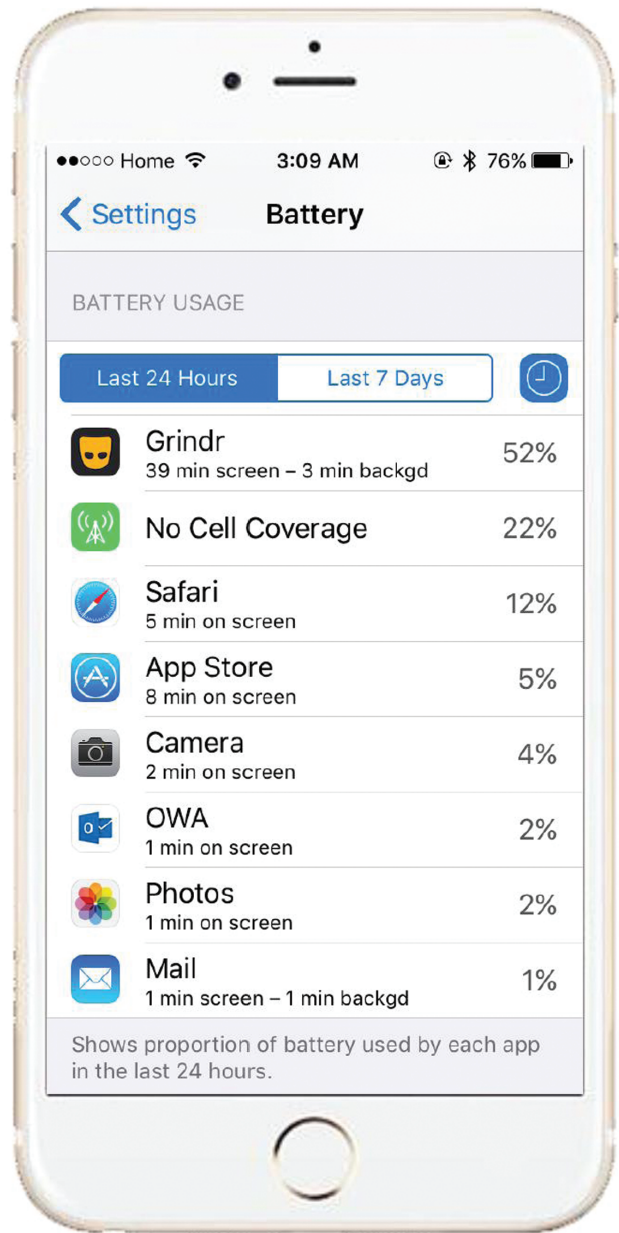 Home 3:09 AM 76%
Settings Battery
BATTERY USAGE
Last 24 Hours Last 7 Days
Grindr 52%
39 min screen – 3 min backgd
No Cell Coverage 22%
Safari 12%
5 min on screen
App Store 5%
8 min on screen
Camera 4%
2 min on screen
OWA 2%
1 min on screen
Photos 2%
1 min on screen
Mail 1%
1 min screen – 1 min backgd
Shows proportion of battery used by each app
in the last 24 hours.